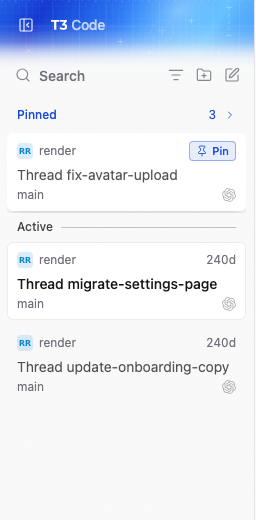 T3 Code
Search
Pinned 3
RR render Pin
Thread fix-avatar-upload
main
Active
RR render 240d
Thread migrate-settings-page
main
RR render 240d
Thread update-onboarding-copy
main